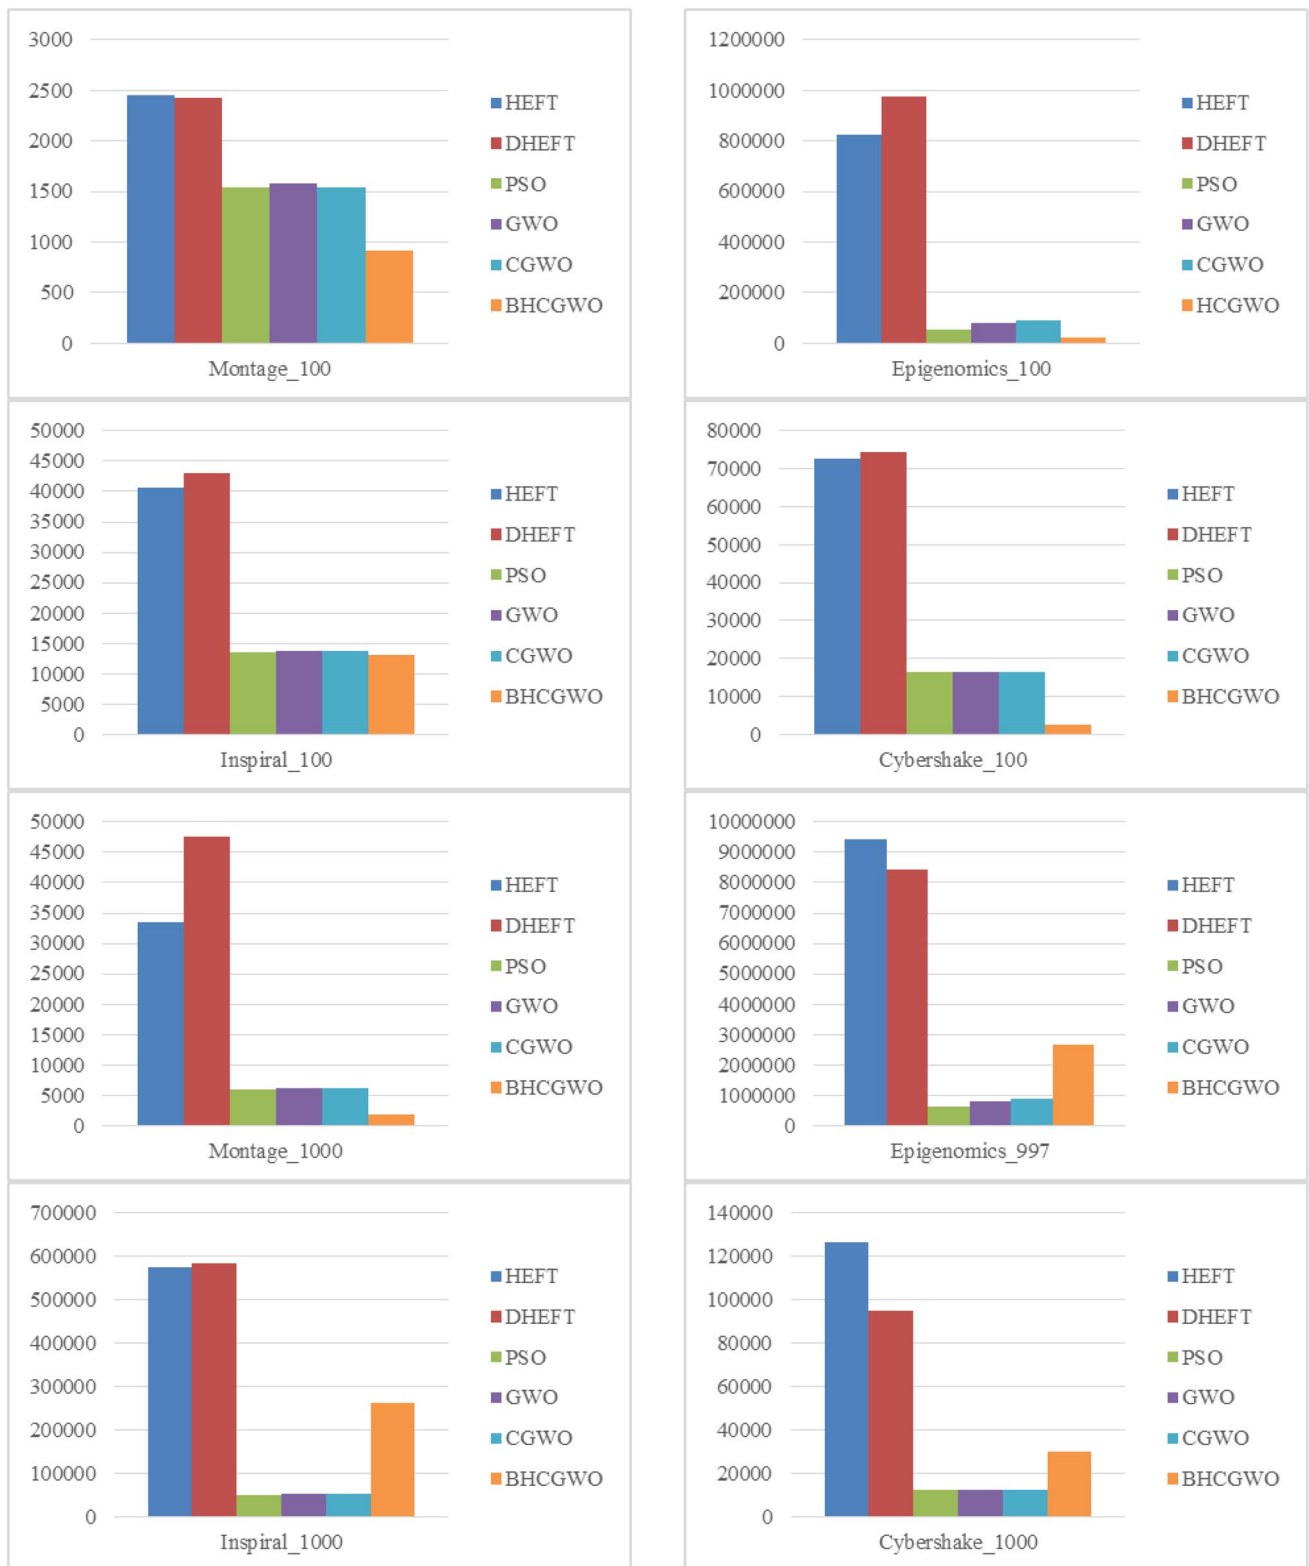 3000
2500
2000
1500
1000
500
0
Montage_100
HEFT
DHEFT
PSO
GWO
CGWO
BHCGWO
1200000
1000000
800000
600000
400000
200000
0
Epigenomics_100
HEFT
DHEFT
PSO
GWO
CGWO
HCGWO
50000
45000
40000
35000
30000
25000
20000
15000
10000
5000
0
Inspiral_100
HEFT
DHEFT
PSO
GWO
CGWO
BHCGWO
80000
70000
60000
50000
40000
30000
20000
10000
0
Cybershake_100
HEFT
DHEFT
PSO
GWO
CGWO
BHCGWO
50000
45000
40000
35000
30000
25000
20000
15000
10000
5000
0
Montage_1000
HEFT
DHEFT
PSO
GWO
CGWO
BHCGWO
10000000
9000000
8000000
7000000
6000000
5000000
4000000
3000000
2000000
1000000
0
Epigenomics_997
HEFT
DHEFT
PSO
GWO
CGWO
BHCGWO
700000
600000
500000
400000
300000
200000
100000
0
Inspiral_1000
HEFT
DHEFT
PSO
GWO
CGWO
BHCGWO
140000
120000
100000
80000
60000
40000
20000
0
Cybershake_1000
HEFT
DHEFT
PSO
GWO
CGWO
BHCGWO